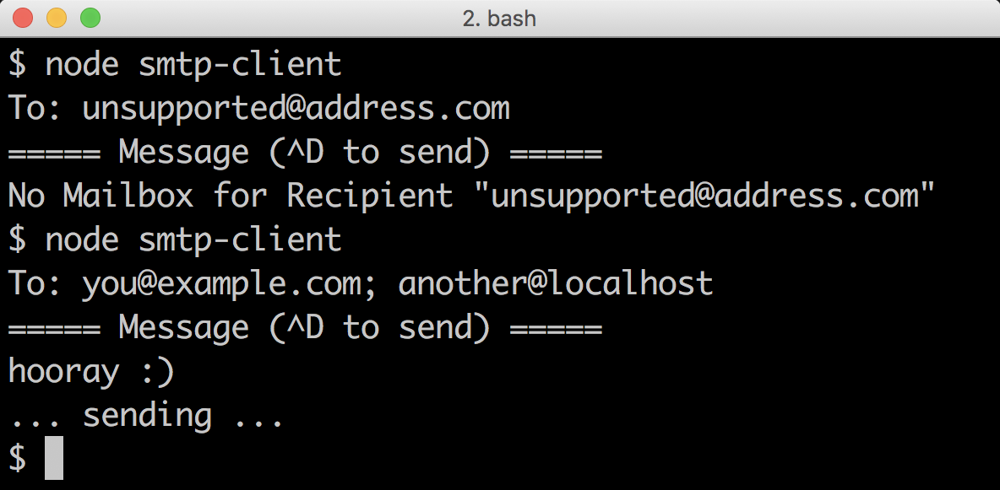 2. bash
$ node smtp-client
To: unsupported@address.com
===== Message (^D to send) =====
No Mailbox for Recipient "unsupported@address.com"
$ node smtp-client
To: you@example.com; another@localhost
===== Message (^D to send) =====
hooray :)
... sending ...
$